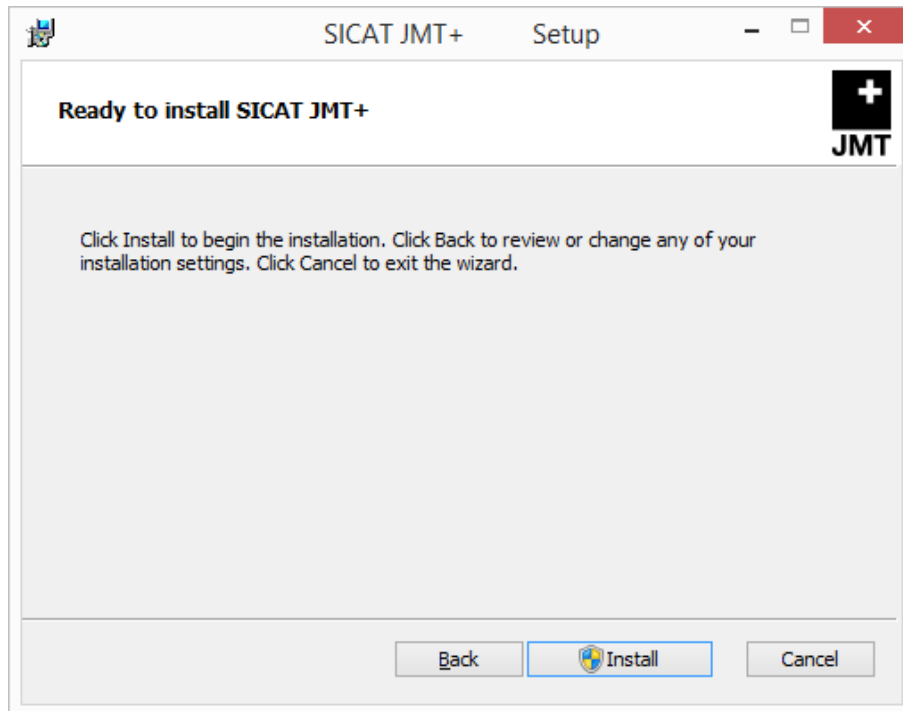 SICAT JMT+ Setup
Ready to install SICAT JMT+
JMT
Click Install to begin the installation. Click Back to review or change any of your
installation settings. Click Cancel to exit the wizard.
Back Install Cancel